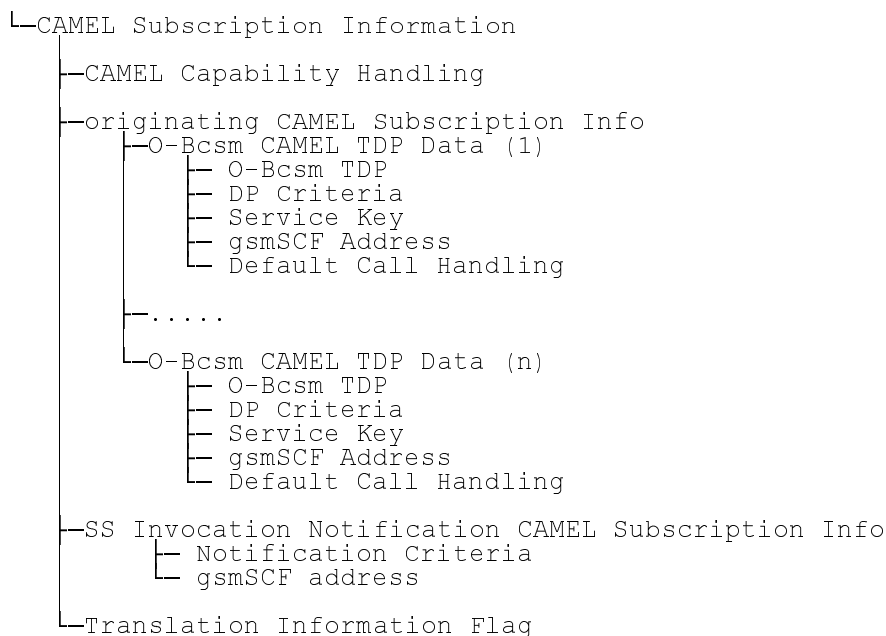 CAMEL Subscription Information
CAMEL Capability Handling
originating CAMEL Subscription Info
O-Bcsm CAMEL TDP Data (1)
O-Bcsm TDP
DP Criteria
Service Key
gsmSCF Address
Default Call Handling
.....
O-Bcsm CAMEL TDP Data (n)
O-Bcsm TDP
DP Criteria
Service Key
gsmSCF Address
Default Call Handling
SS Invocation Notification CAMEL Subscription Info
Notification Criteria
gsmSCF address
Translation Information Flag